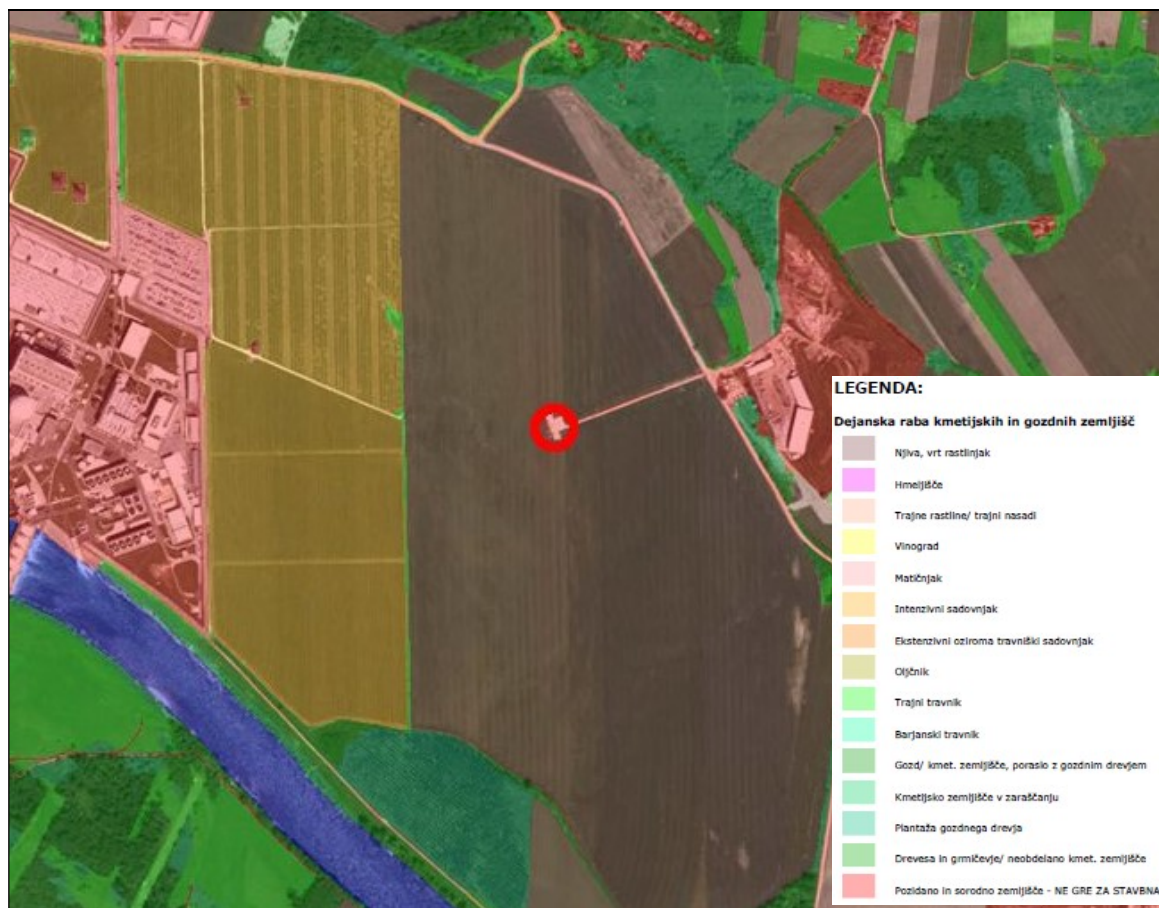 LEGENDA:
Dejanska raba kmetijskih in gozdnih zemljišč
Njiva, vrt rastlinjak
Hmeljišče
Trajne rastline/ trajni nasadi
Vinograd
Matičnjak
Intenzivni sadovnjak
Ekstenzivni oziroma travniški sadovnjak
Oljčnik
Trajni travnik
Barjanski travnik
Gozd/ kmet. zemljišče, poraslo z gozdnim drevjem
Kmetijsko zemljišče v zaraščanju
Plantaža gozdnega drevja
Drevesa in grmičevje/ neobdelano kmet. zemljišče
Pozidano in sorodno zemljišče - NE GRE ZA STAVBNA